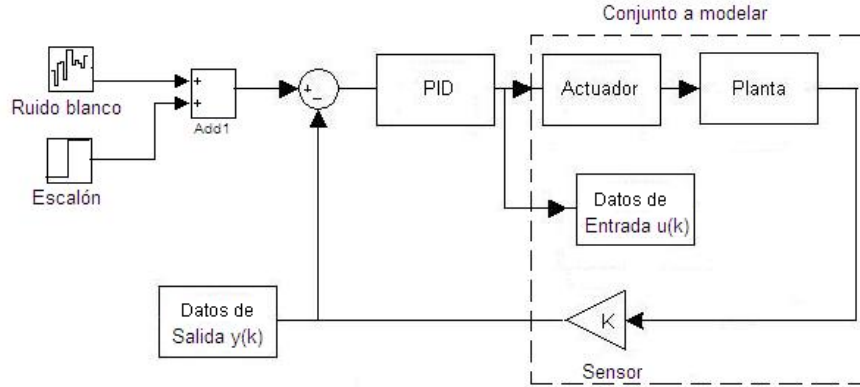 Conjunto a modelar
Ruido blanco
+
+
Add1
Escalón
+
−
PID
Actuador
Planta
Datos de
Entrada u(k)
Datos de
Salida y(k)
K
Sensor